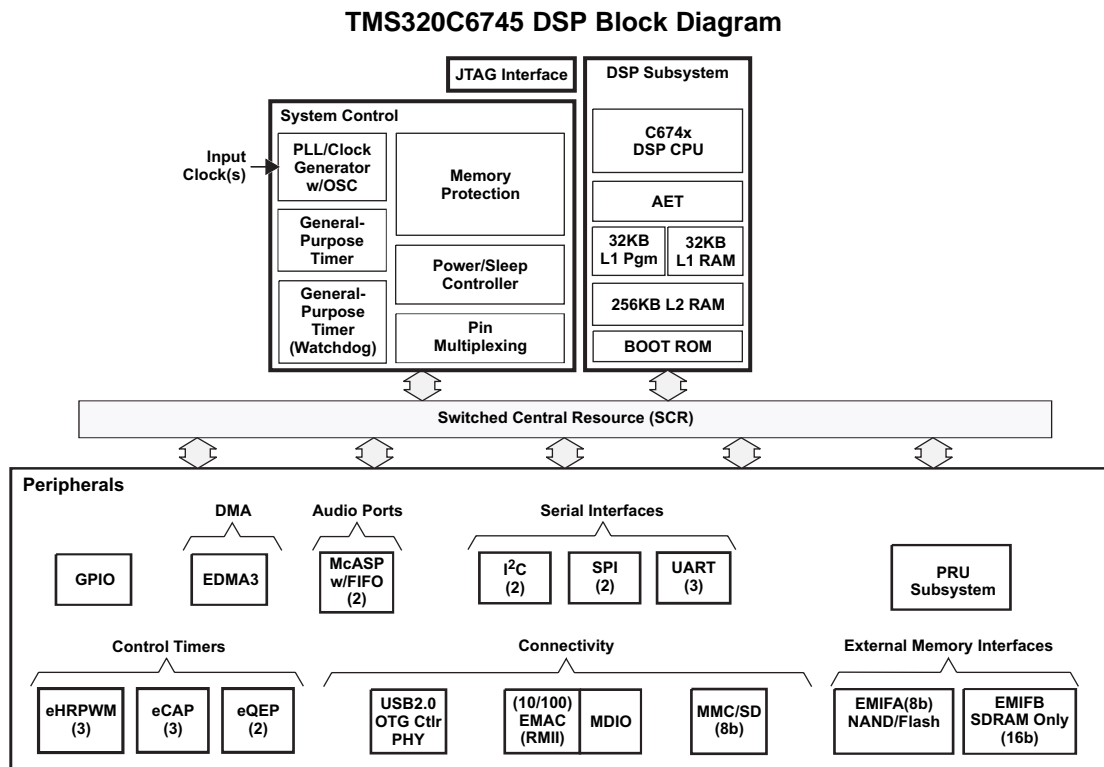 TMS320C6745 DSP Block Diagram
JTAG Interface
DSP Subsystem
System Control
Input
Clock(s)
PLL/Clock
Generator
w/OSC
Memory
Protection
General-
Purpose
Timer
Power/Sleep
Controller
General-
Purpose
Timer
(Watchdog)
Pin
Multiplexing
C674x
DSP CPU
AET
32KB
L1 Pgm
32KB
L1 RAM
256KB L2 RAM
BOOT ROM
Switched Central Resource (SCR)
Peripherals
DMA
Audio Ports
Serial Interfaces
GPIO
EDMA3
McASP
w/FIFO
(2)
I²C
(2)
SPI
(2)
UART
(3)
PRU
Subsystem
Control Timers
Connectivity
External Memory Interfaces
eHRPWM
(3)
eCAP
(3)
eQEP
(2)
USB2.0
OTG Ctlr
PHY
(10/100)
EMAC
(RMII)
MDIO
MMC/SD
(8b)
EMIFA(8b)
NAND/Flash
EMIFB
SDRAM Only
(16b)